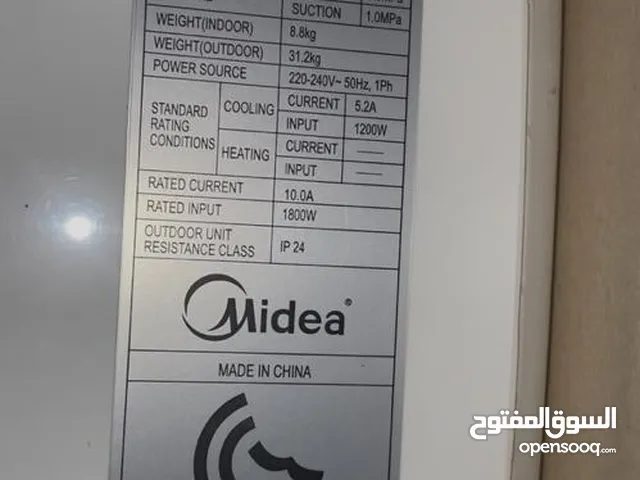 SUCTION 1.0MPa
WEIGHT(INDOOR) 8.8kg
WEIGHT(OUTDOOR) 31.2kg
POWER SOURCE 220-240V~ 50Hz, 1Ph
STANDARD RATING CONDITIONS COOLING CURRENT 5.2A
INPUT 1200W
HEATING CURRENT ——
INPUT ——
RATED CURRENT 10.0A
RATED INPUT 1800W
OUTDOOR UNIT RESISTANCE CLASS IP 24
Midea®
MADE IN CHINA
السوق المفتوح
opensooq.com